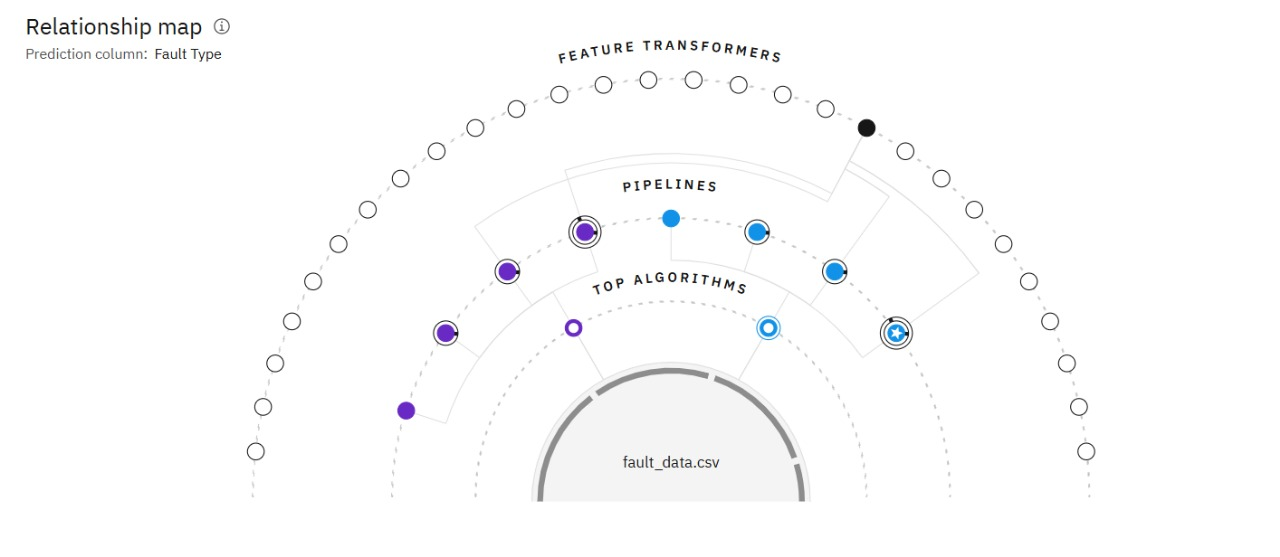 Relationship map
Prediction column: Fault Type
FEATURE TRANSFORMERS
PIPELINES
TOP ALGORITHMS
fault_data.csv